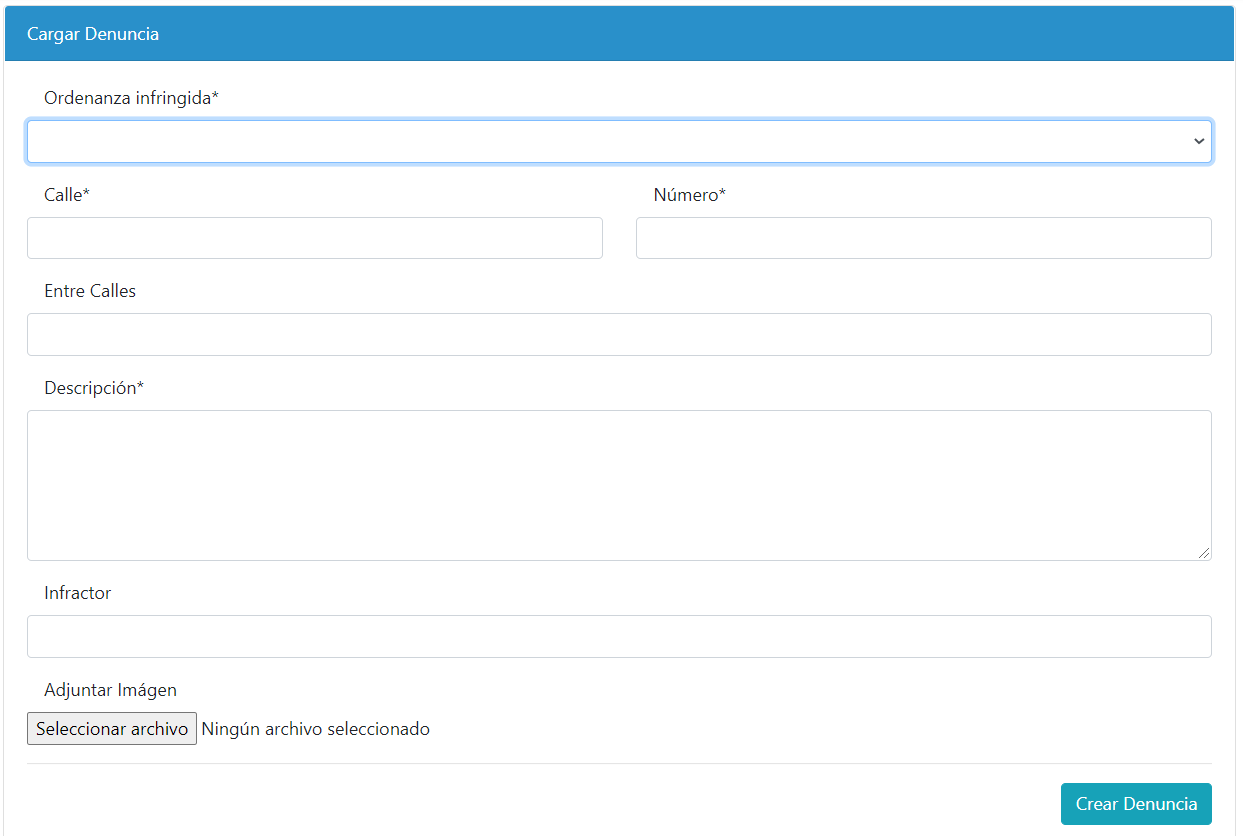 Cargar Denuncia
Ordenanza infringida*
Calle*
Número*
Entre Calles
Descripción*
Infractor
Adjuntar Imágen
Seleccionar archivo Ningún archivo seleccionado
Crear Denuncia